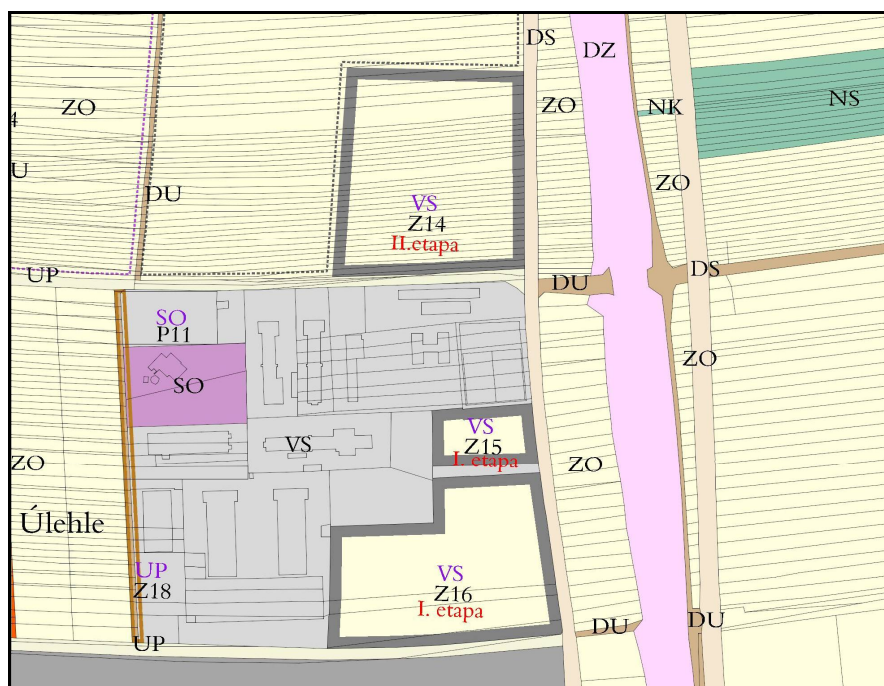 DS
DZ
ZO
ZO
NK
NS
4
U
DU
ZO
VS
Z14
II.etapa
UP
DU
DS
SO
P11
SO
ZO
VS
VS
Z15
I. etapa
ZO
ZO
Úlehle
UP
Z18
VS
Z16
I. etapa
DU
DU
UP